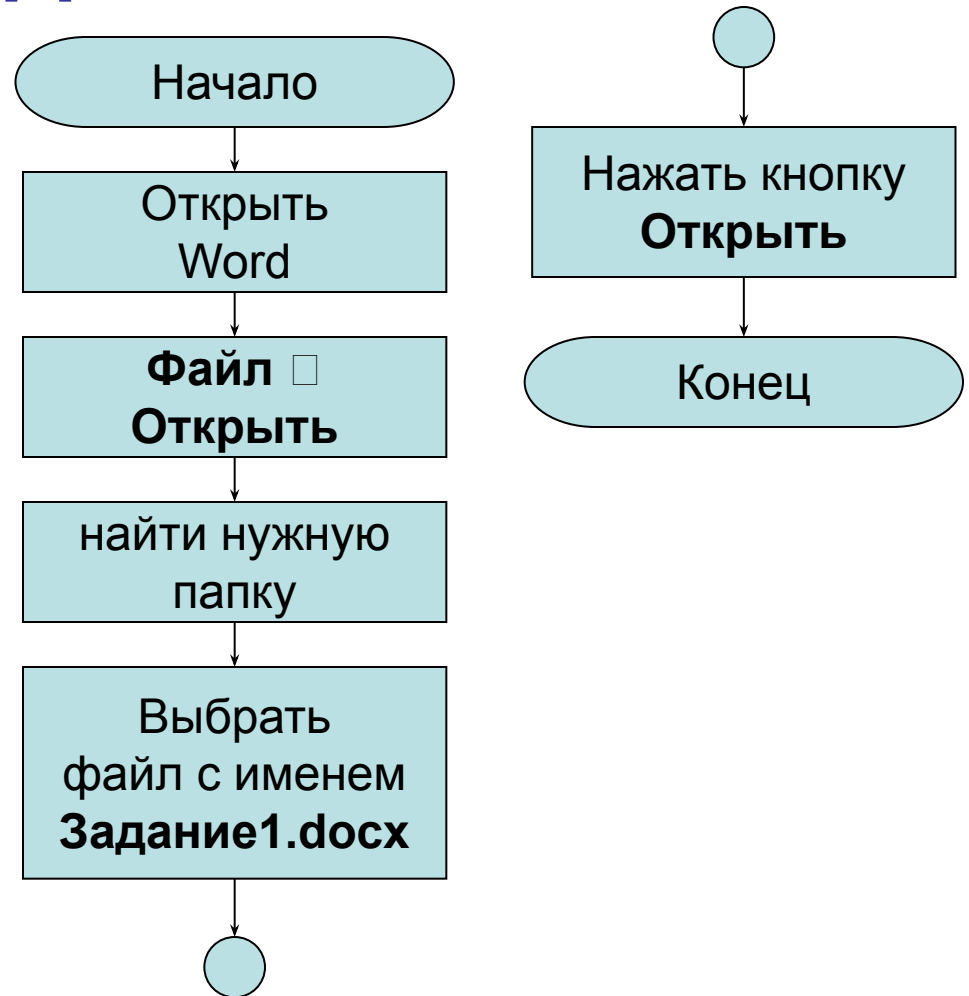 Начало
Открыть
Word
Файл □
Открыть
найти нужную
папку
Выбрать
файл с именем
Задание1.docx
Нажать кнопку
Открыть
Конец